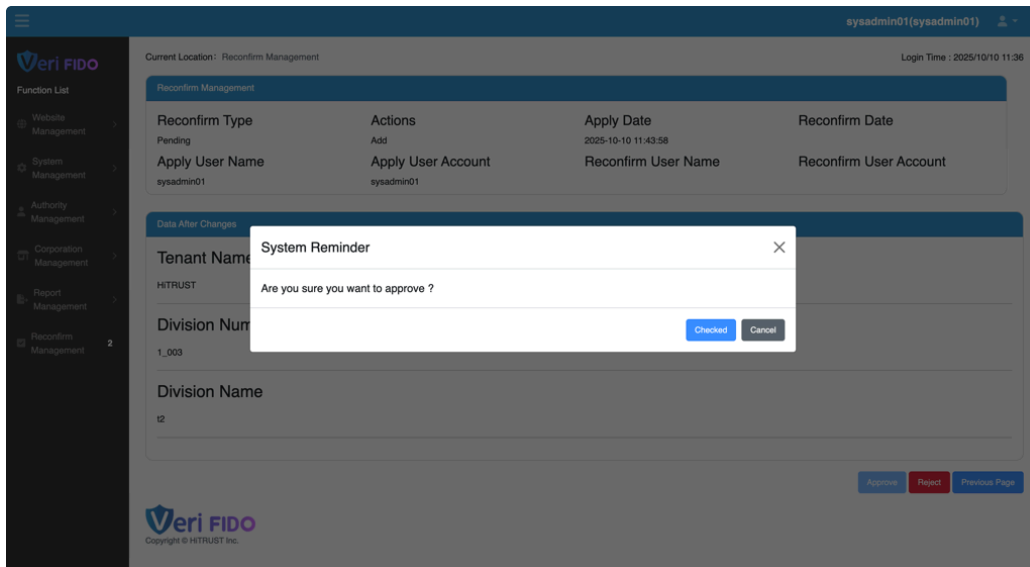 sysadmin01(sysadmin01)
Veri FIDO
Function List
Website Management
System Management
Authority Management
Corporation Management
Report Management
Reconfirm Management 2
Current Location： Reconfirm Management
Login Time : 2025/10/10 11:36
Reconfirm Management
Reconfirm Type Actions Apply Date Reconfirm Date
Pending Add 2025-10-10 11:43:58
Apply User Name Apply User Account Reconfirm User Name Reconfirm User Account
sysadmin01 sysadmin01
Data After Changes
Tenant Name
HiTRUST
Division Num
1_003
Division Name
t2
System Reminder
Are you sure you want to approve ?
Checked Cancel
Approve Reject Previous Page
Veri FIDO
Copyright © HiTRUST Inc.